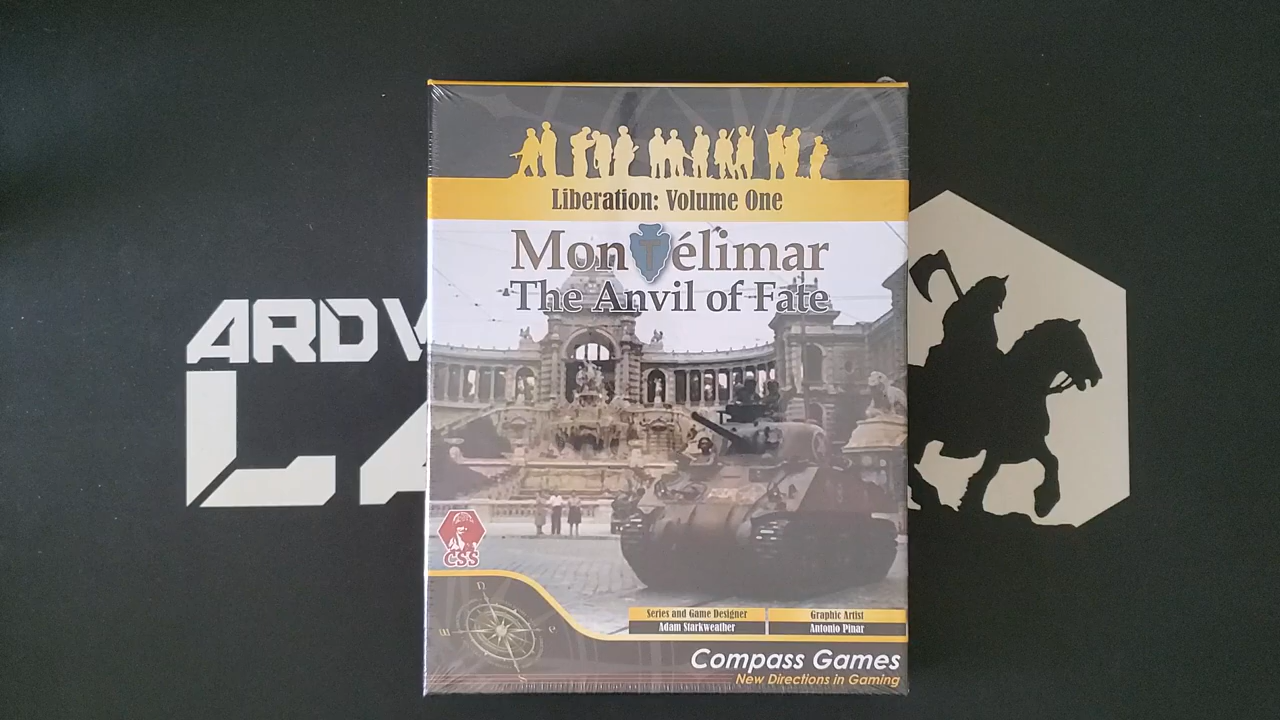 Liberation: Volume One
MonTélimar
The Anvil of Fate
ARDW
LA
CSS
n
w
e
s
Series and Game Designer
Adam Starkweather
Graphic Artist
Antonio Pinar
Compass Games
New Directions in Gaming